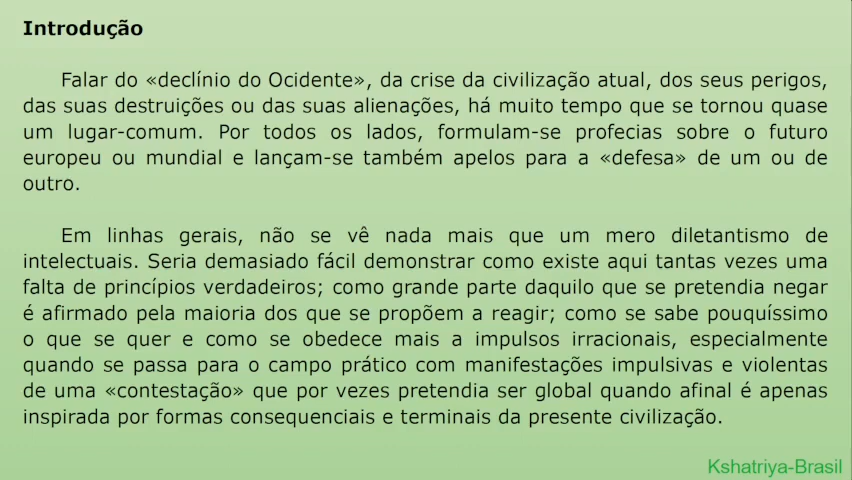 Introdução
Falar do «declínio do Ocidente», da crise da civilização atual, dos seus perigos,
das suas destruições ou das suas alienações, há muito tempo que se tornou quase
um lugar-comum. Por todos os lados, formulam-se profecias sobre o futuro
europeu ou mundial e lançam-se também apelos para a «defesa» de um ou de
outro.
Em linhas gerais, não se vê nada mais que um mero diletantismo de
intelectuais. Seria demasiado fácil demonstrar como existe aqui tantas vezes uma
falta de princípios verdadeiros; como grande parte daquilo que se pretendia negar
é afirmado pela maioria dos que se propõem a reagir; como se sabe pouquíssimo
o que se quer e como se obedece mais a impulsos irracionais, especialmente
quando se passa para o campo prático com manifestações impulsivas e violentas
de uma «contestação» que por vezes pretendia ser global quando afinal é apenas
inspirada por formas consequenciais e terminais da presente civilização.
Kshatriya-Brasil